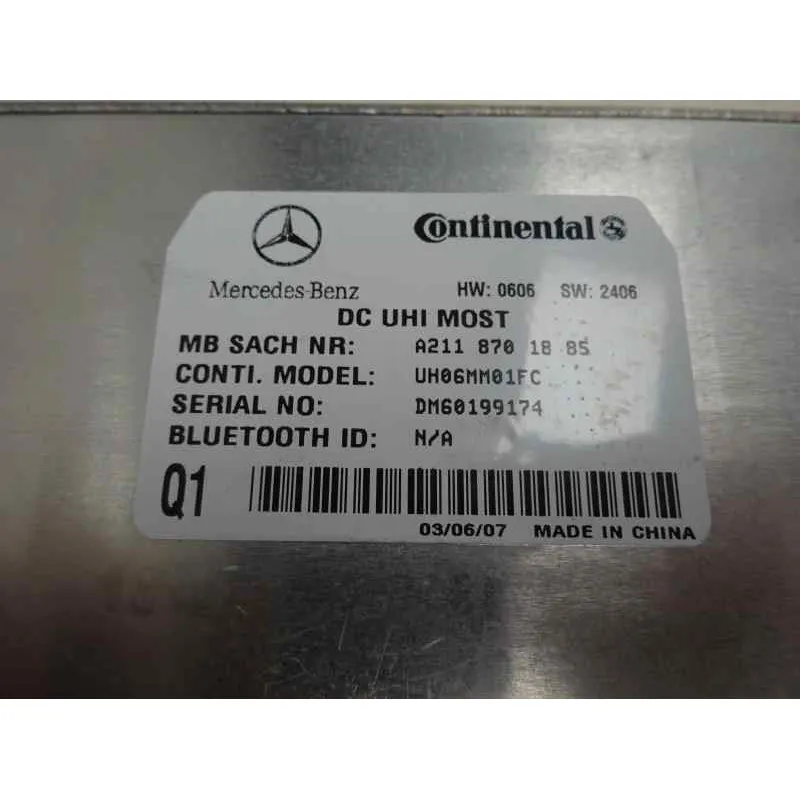 Continental
Mercedes-Benz HW: 0606 SW: 2406
DC UHI MOST
MB SACH NR: A211 870 18 85
CONTI. MODEL: UH06MM01FC
SERIAL NO: DM60199174
BLUETOOTH ID: N/A
Q1
03/06/07 MADE IN CHINA